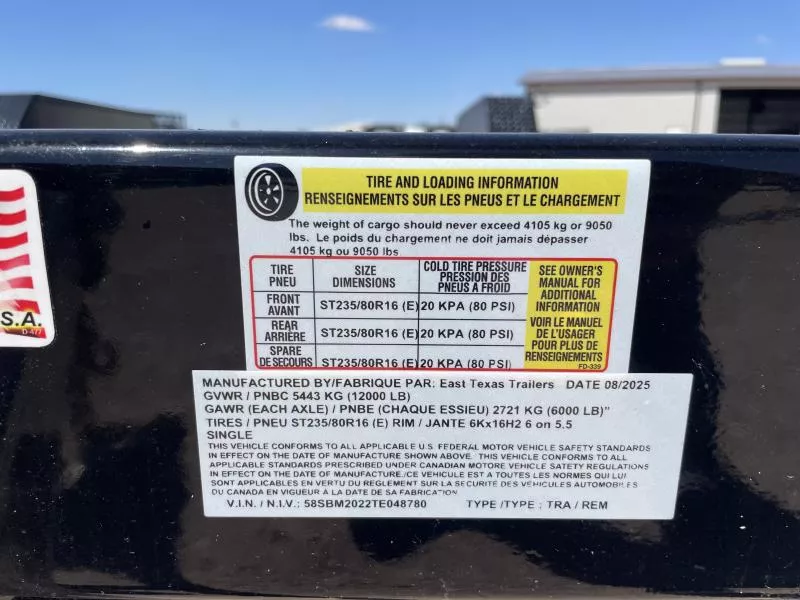 TIRE AND LOADING INFORMATION
RENSEIGNEMENTS SUR LES PNEUS ET LE CHARGEMENT
The weight of cargo should never exceed 4105 kg or 9050
lbs. Le poids du chargement ne doit jamais dépasser
4105 kg ou 9050 lbs
TIRE PNEU SIZE DIMENSIONS COLD TIRE PRESSURE PRESSION DES PNEUS A FROID
FRONT AVANT ST235/80R16 (E) 20 KPA (80 PSI)
REAR ARRIÈRE ST235/80R16 (E) 20 KPA (80 PSI)
SPARE DE SECOURS ST235/80R16 (E) 20 KPA (80 PSI)
SEE OWNER'S
MANUAL FOR
ADDITIONAL
INFORMATION
VOIR LE MANUEL
DE L'USAGER
POUR PLUS DE
RENSEIGNEMENTS
FD-339
S.A.
D-477
MANUFACTURED BY/FABRIQUE PAR: East Texas Trailers DATE 08/2025
GVWR / PNBC 5443 KG (12000 LB)
GAWR (EACH AXLE) / PNBE (CHAQUE ESSIEU) 2721 KG (6000 LB)"
TIRES / PNEU ST235/80R16 (E) RIM / JANTE 6Kx16H2 6 on 5.5
SINGLE
THIS VEHICLE CONFORMS TO ALL APPLICABLE U.S. FEDERAL MOTOR VEHICLE SAFETY STANDARDS
IN EFFECT ON THE DATE OF MANUFACTURE SHOWN ABOVE. THIS VEHICLE CONFORMS TO ALL
APPLICABLE STANDARDS PRESCRIBED UNDER CANADIAN MOTORE VEHICLE SAFETY REGULATIONS
IN EFFECT ON THE DATE OF MANUFACTURE./CE VEHICULE EST A TOUTES LES NORMES QUI LUI
SONT APPLICABLES EN VERTU DU REGLEMENT SUR LA SECURITE DES VEHICULES AUTOMOBILES
DU CANADA EN VIGUEUR A LA DATE DE SA FABRICATION
V.I.N. / N.I.V.: 58SBM2022TE048780 TYPE /TYPE : TRA / REM